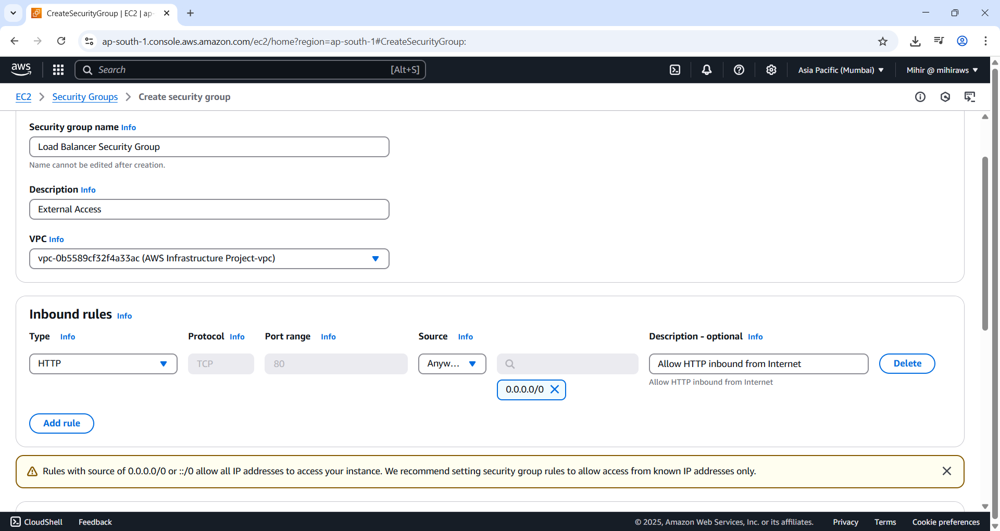 CreateSecurityGroup | EC2 | ap-
ap-south-1.console.aws.amazon.com/ec2/home?region=ap-south-1#CreateSecurityGroup:
aws
Search
[Alt+S]
Asia Pacific (Mumbai)
Mihir @ mihiraws
EC2
Security Groups
Create security group
Security group name Info
Load Balancer Security Group
Name cannot be edited after creation.
Description Info
External Access
VPC Info
vpc-0b5589cf32f4a33ac (AWS Infrastructure Project-vpc)
Inbound rules Info
Type Info Protocol Info Port range Info Source Info Description - optional Info
HTTP TCP 80 Anyw... Allow HTTP inbound from Internet Delete
Allow HTTP inbound from Internet
0.0.0.0/0
Add rule
Rules with source of 0.0.0.0/0 or ::/0 allow all IP addresses to access your instance. We recommend setting security group rules to allow access from known IP addresses only.
CloudShell Feedback © 2025, Amazon Web Services, Inc. or its affiliates. Privacy Terms Cookie preferences